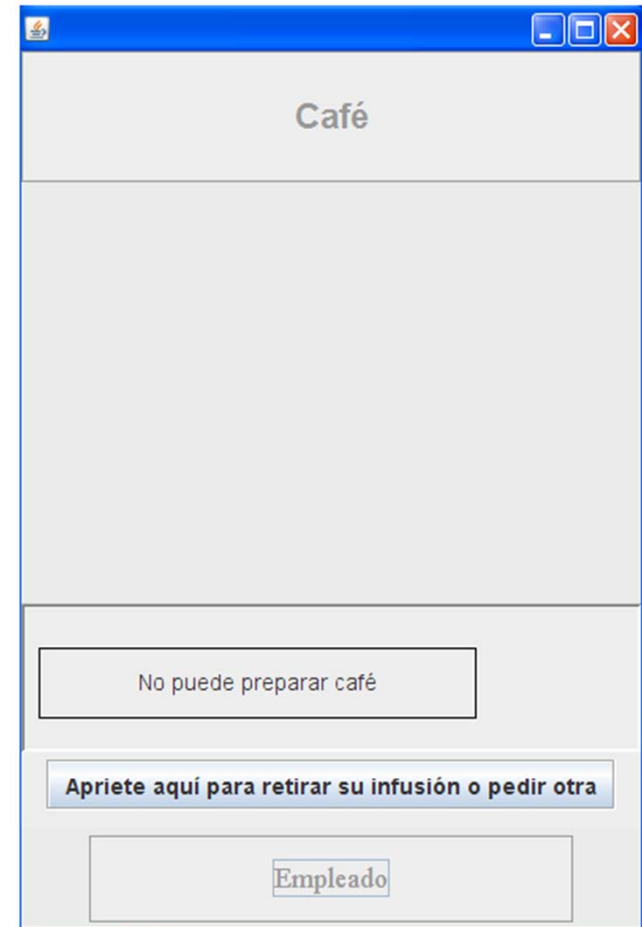 Café
No puede preparar café
Apriete aquí para retirar su infusión o pedir otra
Empleado